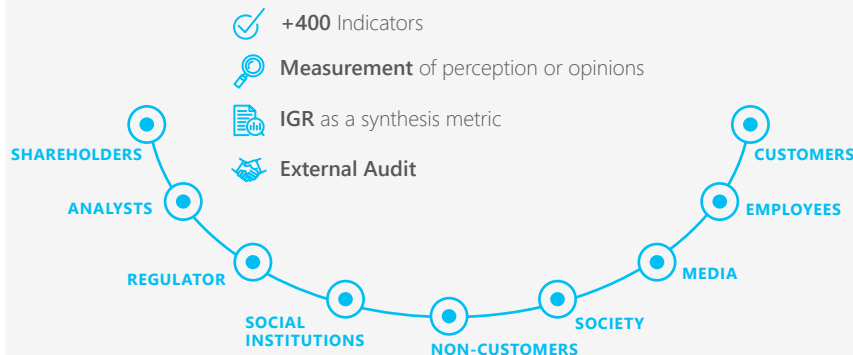 +400 Indicators
Measurement of perception or opinions
IGR as a synthesis metric
External Audit
SHAREHOLDERS
ANALYSTS
REGULATOR
SOCIAL
INSTITUTIONS
NON-CUSTOMERS
SOCIETY
MEDIA
EMPLOYEES
CUSTOMERS